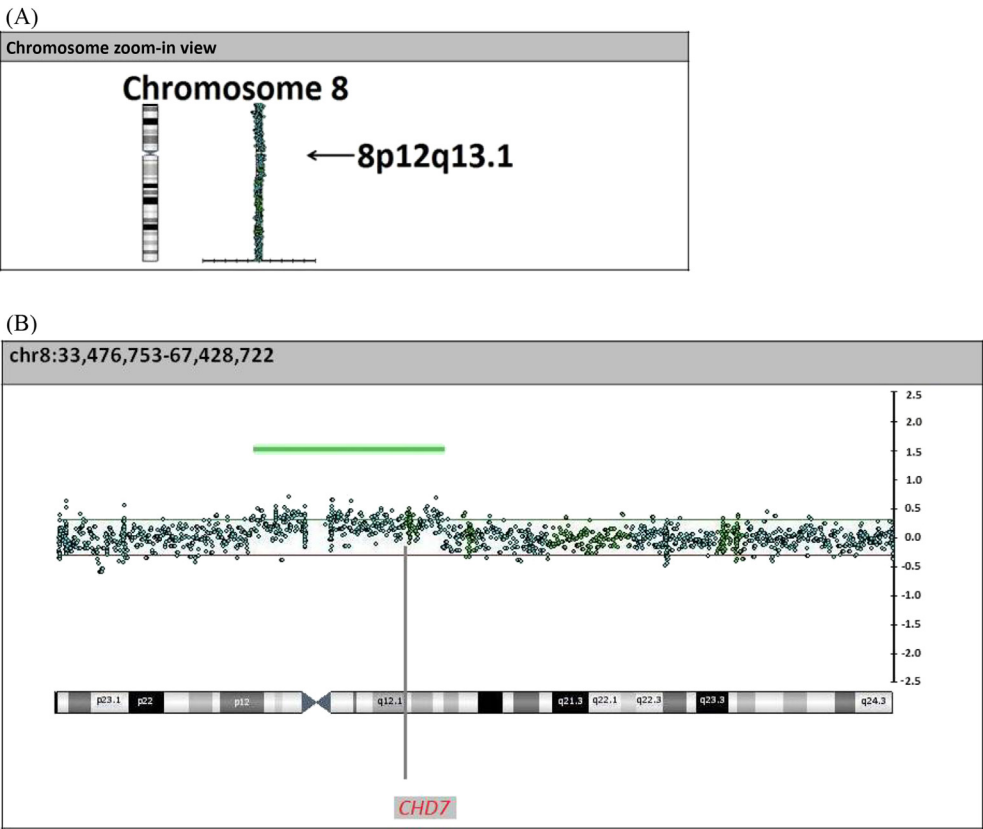 (A)
Chromosome zoom-in view
Chromosome 8
←8p12q13.1
(B)
chr8:33,476,753-67,428,722
2.5
2.0
1.5
1.0
0.5
0.0
-0.5
-1.0
-1.5
-2.0
-2.5
p23.1 p22 p12 q12.1 q21.3 q22.1 q22.3 q23.3 q24.3
CHD7